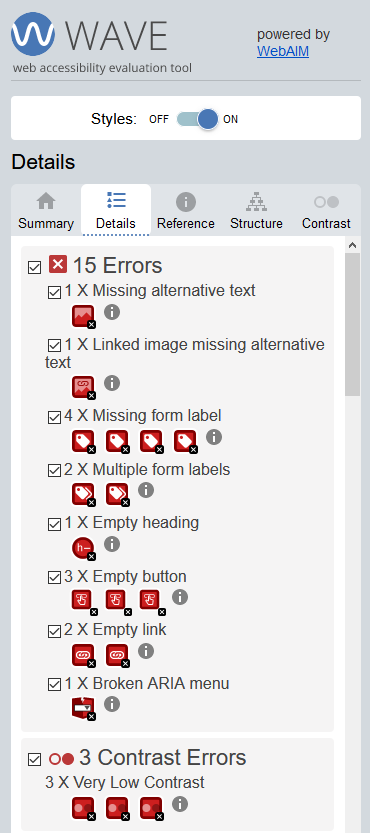 WAVE
web accessibility evaluation tool
powered by
WebAIM
Styles: OFF ON
Details
Summary Details Reference Structure Contrast
15 Errors
1 X Missing alternative text
1 X Linked image missing alternative
text
4 X Missing form label
2 X Multiple form labels
1 X Empty heading
h-
3 X Empty button
2 X Empty link
1 X Broken ARIA menu
3 Contrast Errors
3 X Very Low Contrast